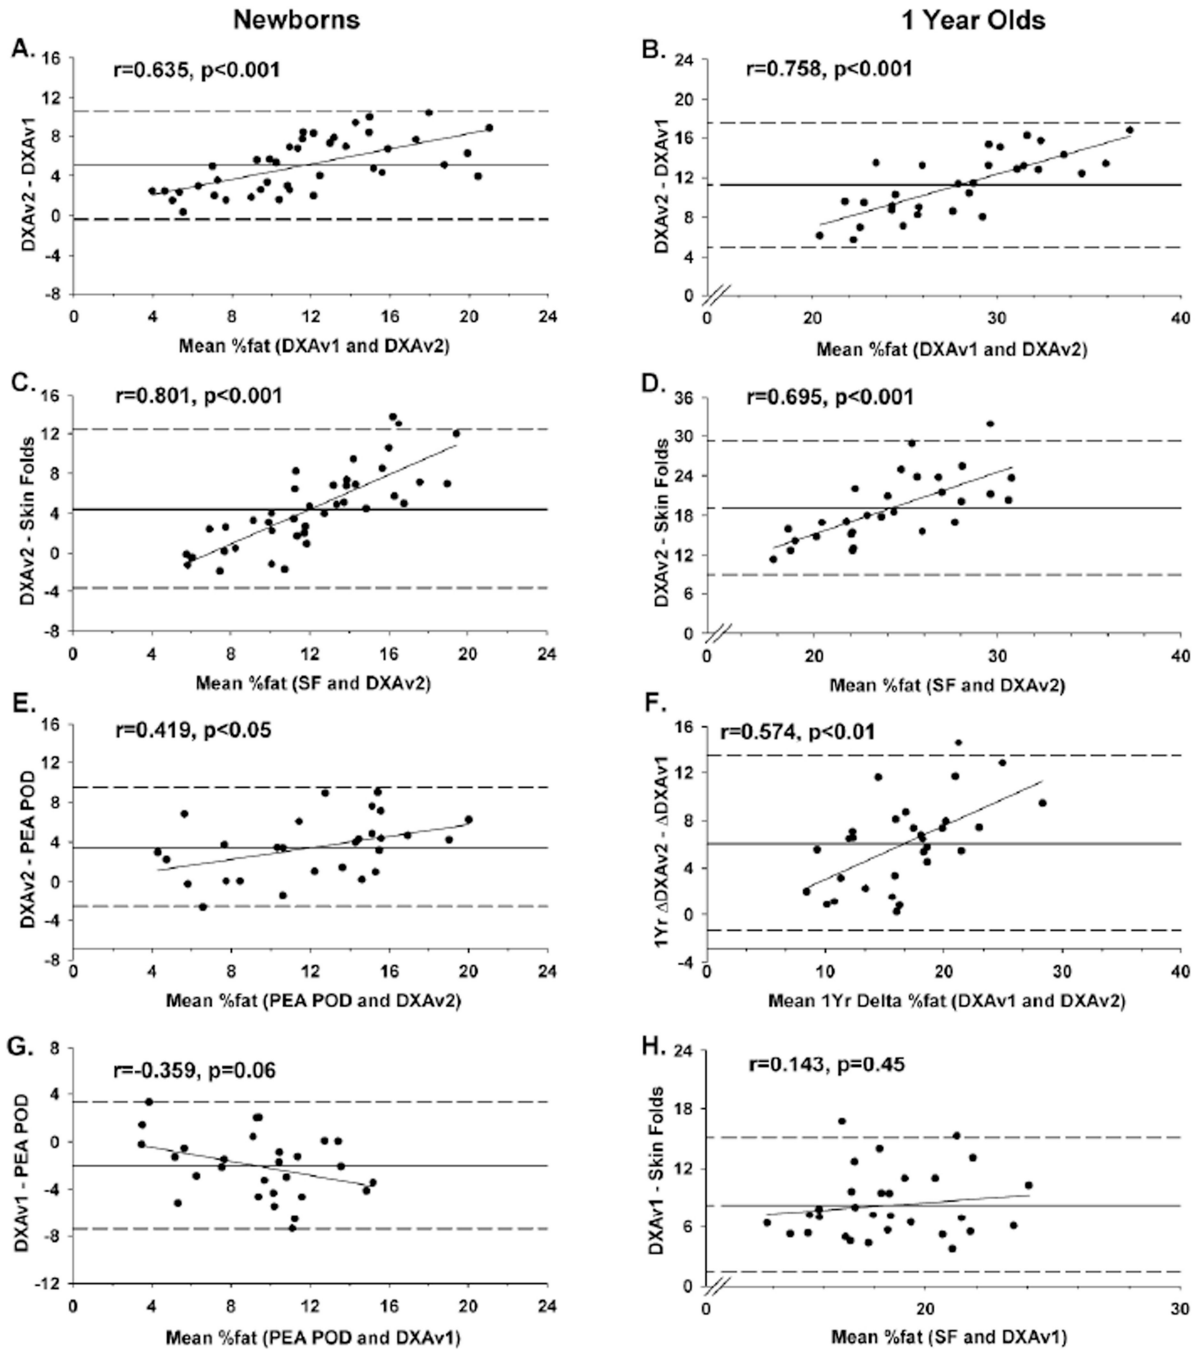 Newborns
1 Year Olds
A.
r=0.635, p<0.001
DXAv2 - DXAv1
16
12
8
4
0
-4
-8
0 4 8 12 16 20 24
Mean %fat (DXAv1 and DXAv2)
B.
r=0.758, p<0.001
DXAv2 - DXAv1
24
20
16
12
8
4
0
0 20 30 40
Mean %fat (DXAv1 and DXAv2)
C.
r=0.801, p<0.001
DXAv2 - Skin Folds
16
12
8
4
0
-4
-8
0 4 8 12 16 20 24
Mean %fat (SF and DXAv2)
D.
r=0.695, p<0.001
DXAv2 - Skin Folds
36
30
24
18
12
6
0
0 20 30 40
Mean %fat (SF and DXAv2)
E.
r=0.419, p<0.05
DXAv2 - PEA POD
16
12
8
4
0
-4
-8
0 4 8 12 16 20 24
Mean %fat (PEA POD and DXAv2)
F.
r=0.574, p<0.01
1Yr ΔDXAv2 - ΔDXAv1
16
12
8
4
0
-4
0 10 20 30 40
Mean 1Yr Delta %fat (DXAv1 and DXAv2)
G.
r=-0.359, p=0.06
DXAv1 - PEA POD
8
4
0
-4
-8
-12
0 4 8 12 16 20 24
Mean %fat (PEA POD and DXAv1)
H.
r=0.143, p=0.45
DXAv1 - Skin Folds
24
18
12
6
0
0 20 30
Mean %fat (SF and DXAv1)